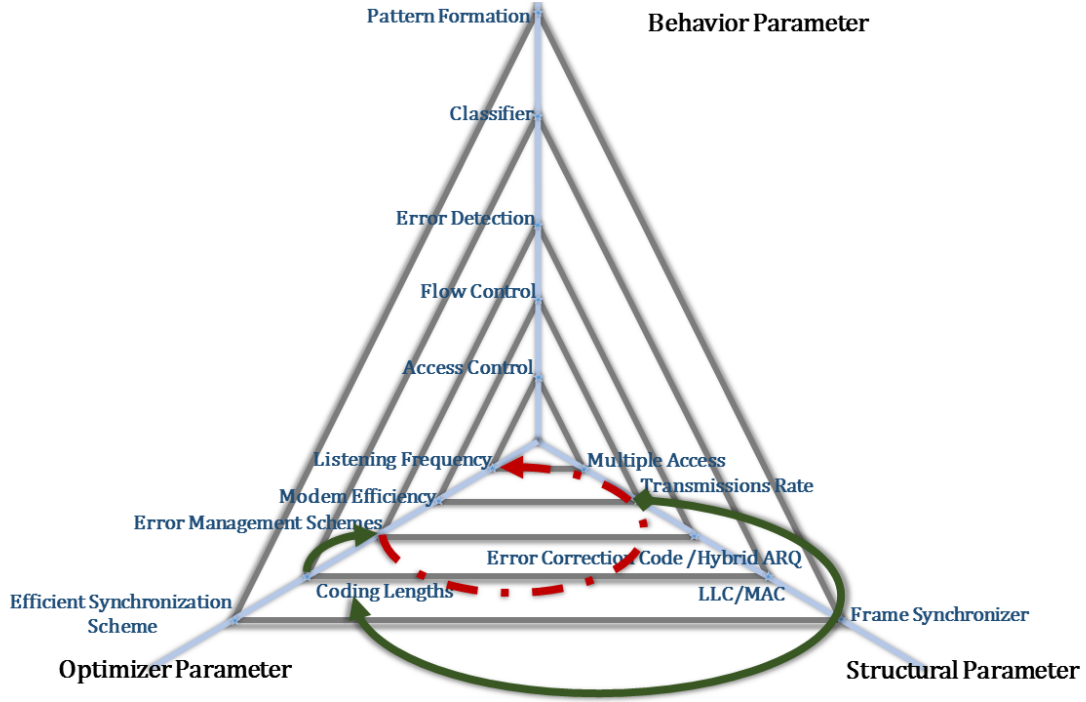 Pattern Formation
Behavior Parameter
Classifier
Error Detection
Flow Control
Access Control
Listening Frequency
Multiple Access
Modem Efficiency
Transmissions Rate
Error Management Schemes
Error Correction Code /Hybrid ARQ
Coding Lengths
LLC/MAC
Efficient Synchronization
Scheme
Frame Synchronizer
Optimizer Parameter
Structural Parameter